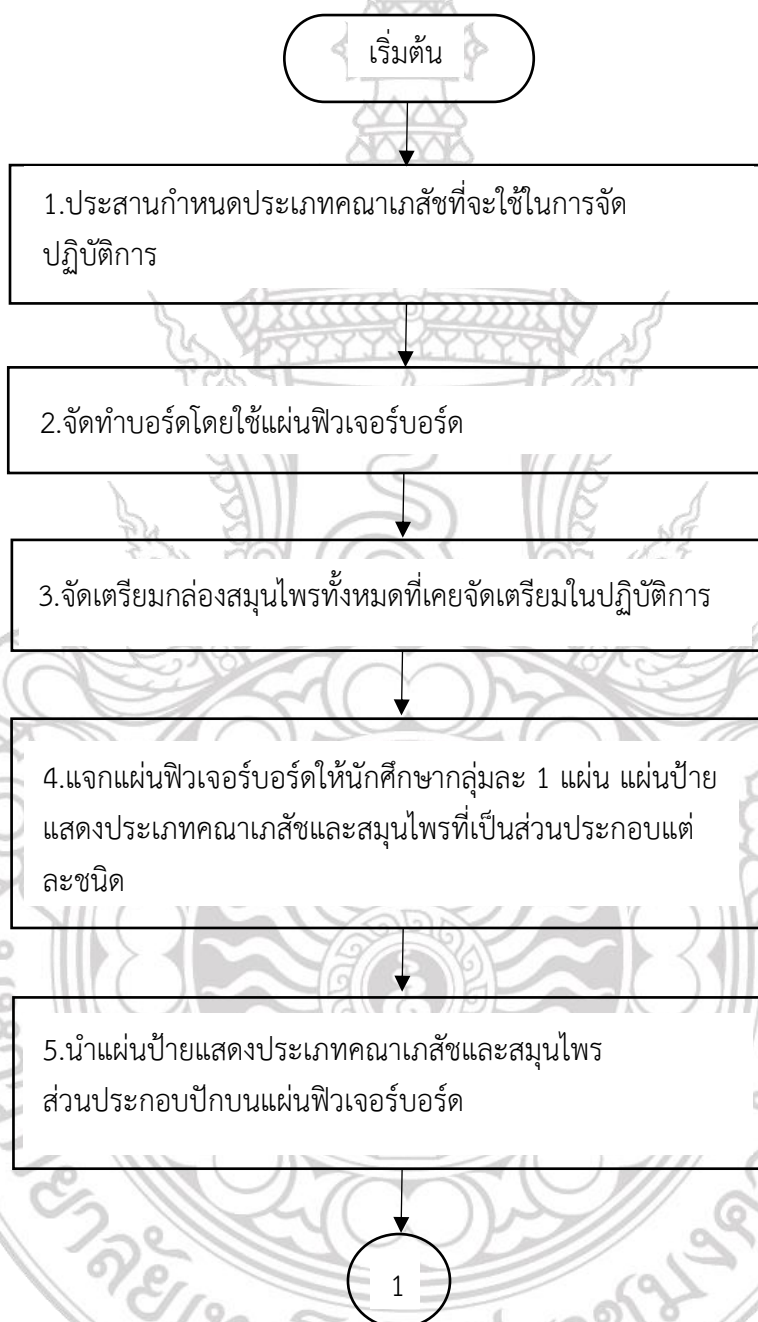 เริ่มต้น
1.ประสานกำหนดประเภทคณาเภสัชที่จะใช้ในการจัด
ปฏิบัติการ
2.จัดทำบอร์ดโดยใช้แผ่นฟิวเจอร์บอร์ด
3.จัดเตรียมกล่องสมุนไพรทั้งหมดที่เคยจัดเตรียมในปฏิบัติการ
4.แจกแผ่นฟิวเจอร์บอร์ดให้นักศึกษากลุ่มละ 1 แผ่น แผ่นป้าย
แสดงประเภทคณาเภสัชและสมุนไพรที่เป็นส่วนประกอบแต่
ละชนิด
5.นำแผ่นป้ายแสดงประเภทคณาเภสัชและสมุนไพร
ส่วนประกอบปักบนแผ่นฟิวเจอร์บอร์ด
1